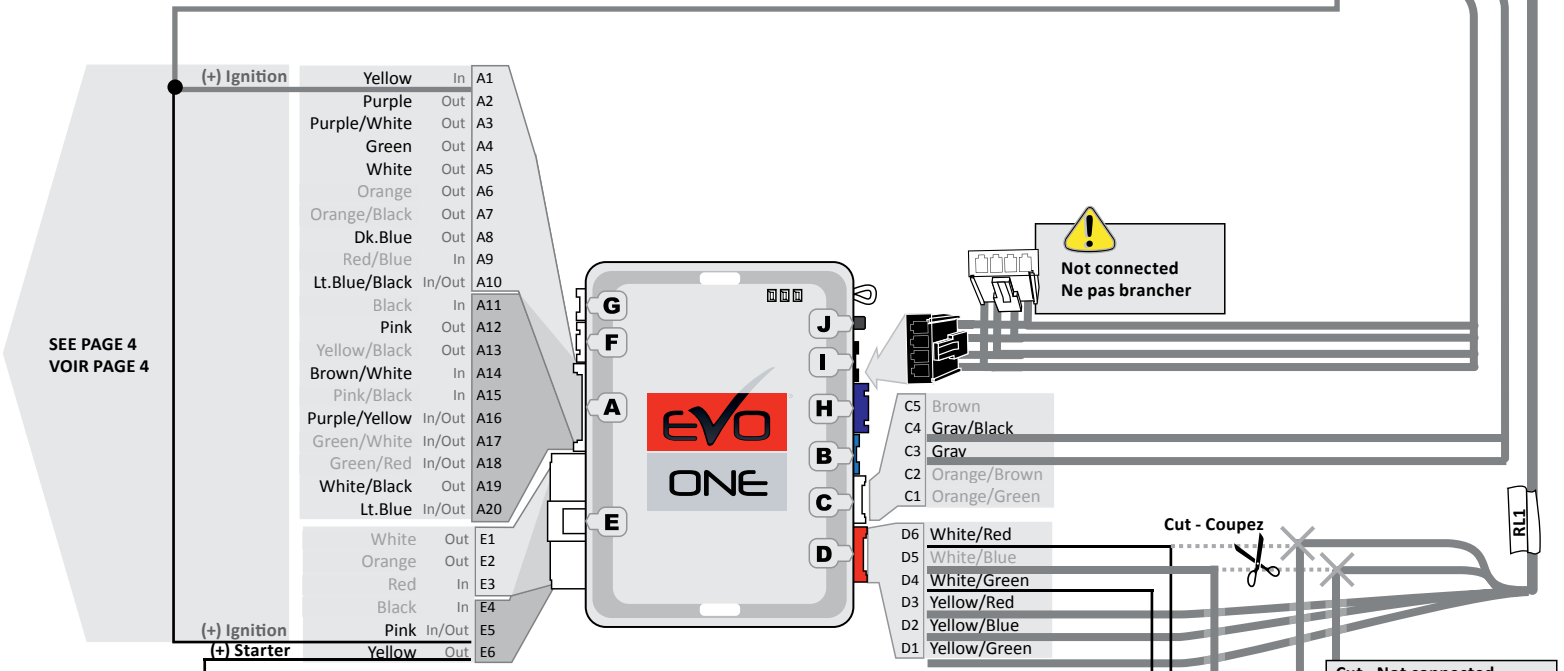 (+) Ignition Yellow In A1
Purple Out A2
Purple/White Out A3
Green Out A4
White Out A5
Orange Out A6
Orange/Black Out A7
Dk.Blue Out A8
Red/Blue In A9
Lt.Blue/Black In/Out A10
Black In A11
Pink Out A12
Yellow/Black Out A13
Brown/White In A14
Pink/Black In A15
Purple/Yellow In/Out A16
Green/White In/Out A17
Green/Red In/Out A18
White/Black Out A19
Lt.Blue In/Out A20
White Out E1
Orange Out E2
Red In E3
Black In E4
(+) Ignition Pink In/Out E5
(+) Starter Yellow Out E6
SEE PAGE 4
VOIR PAGE 4
G
F
A
E
J
I
H
B
C
D
EVO
ONE
Not connected
Ne pas brancher
C5 Brown
C4 Gray/Black
C3 Gray
C2 Orange/Brown
C1 Orange/Green
D6 White/Red
D5 White/Blue
D4 White/Green
D3 Yellow/Red
D2 Yellow/Blue
D1 Yellow/Green
Cut - Coupez
RL1
Cut - Not connected